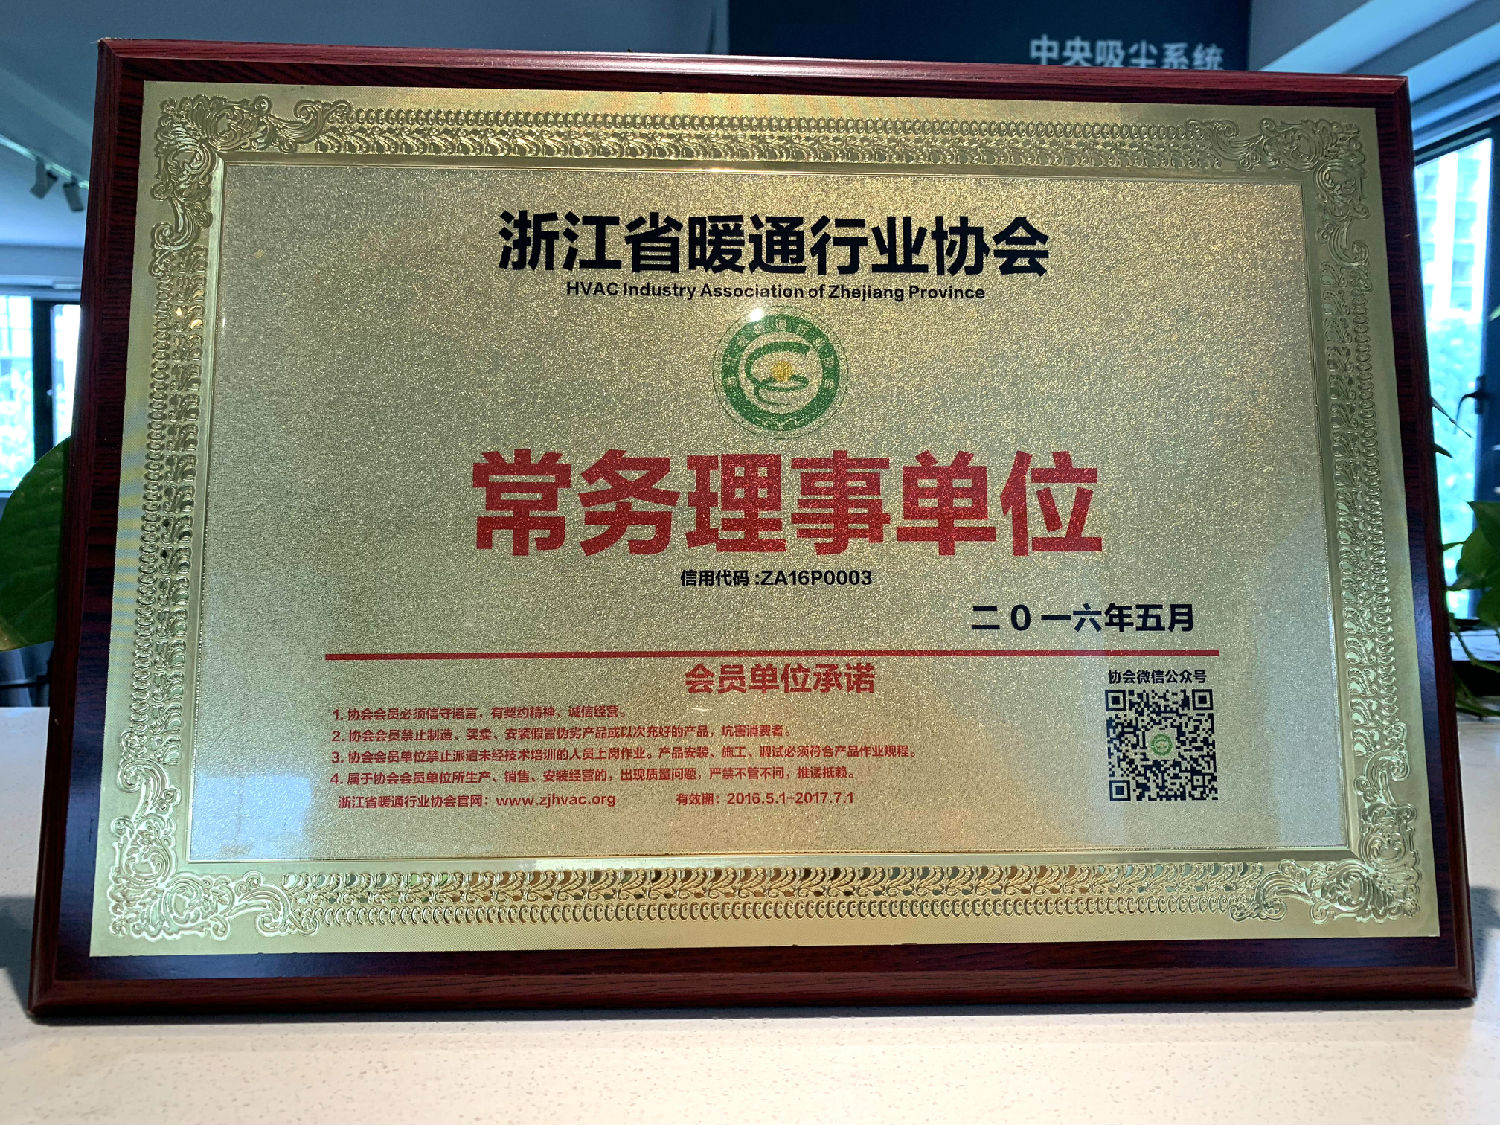 中央吸尘系统
浙江省暖通行业协会
HVAC Industry Association of Zhejiang Province
常务理事单位
信用代码:ZA16P0003
二0一六年五月
会员单位承诺
协会微信公众号
1. 协会会员必须信守诺言，有契约精神，诚信经营。
2. 协会会员禁止制造、买卖、安装假冒伪劣产品或以次充好的产品，坑害消费者。
3. 协会会员单位禁止派遣未经技术培训的人员上岗作业。产品安装、施工、调试必须符合产品作业规程。
4. 属于协会会员单位所生产、销售、安装经营的，出现质量问题，严禁不管不问，推诿抵赖。
浙江省暖通行业协会官网：www.zjhvac.org 有效期：2016.5.1-2017.7.1